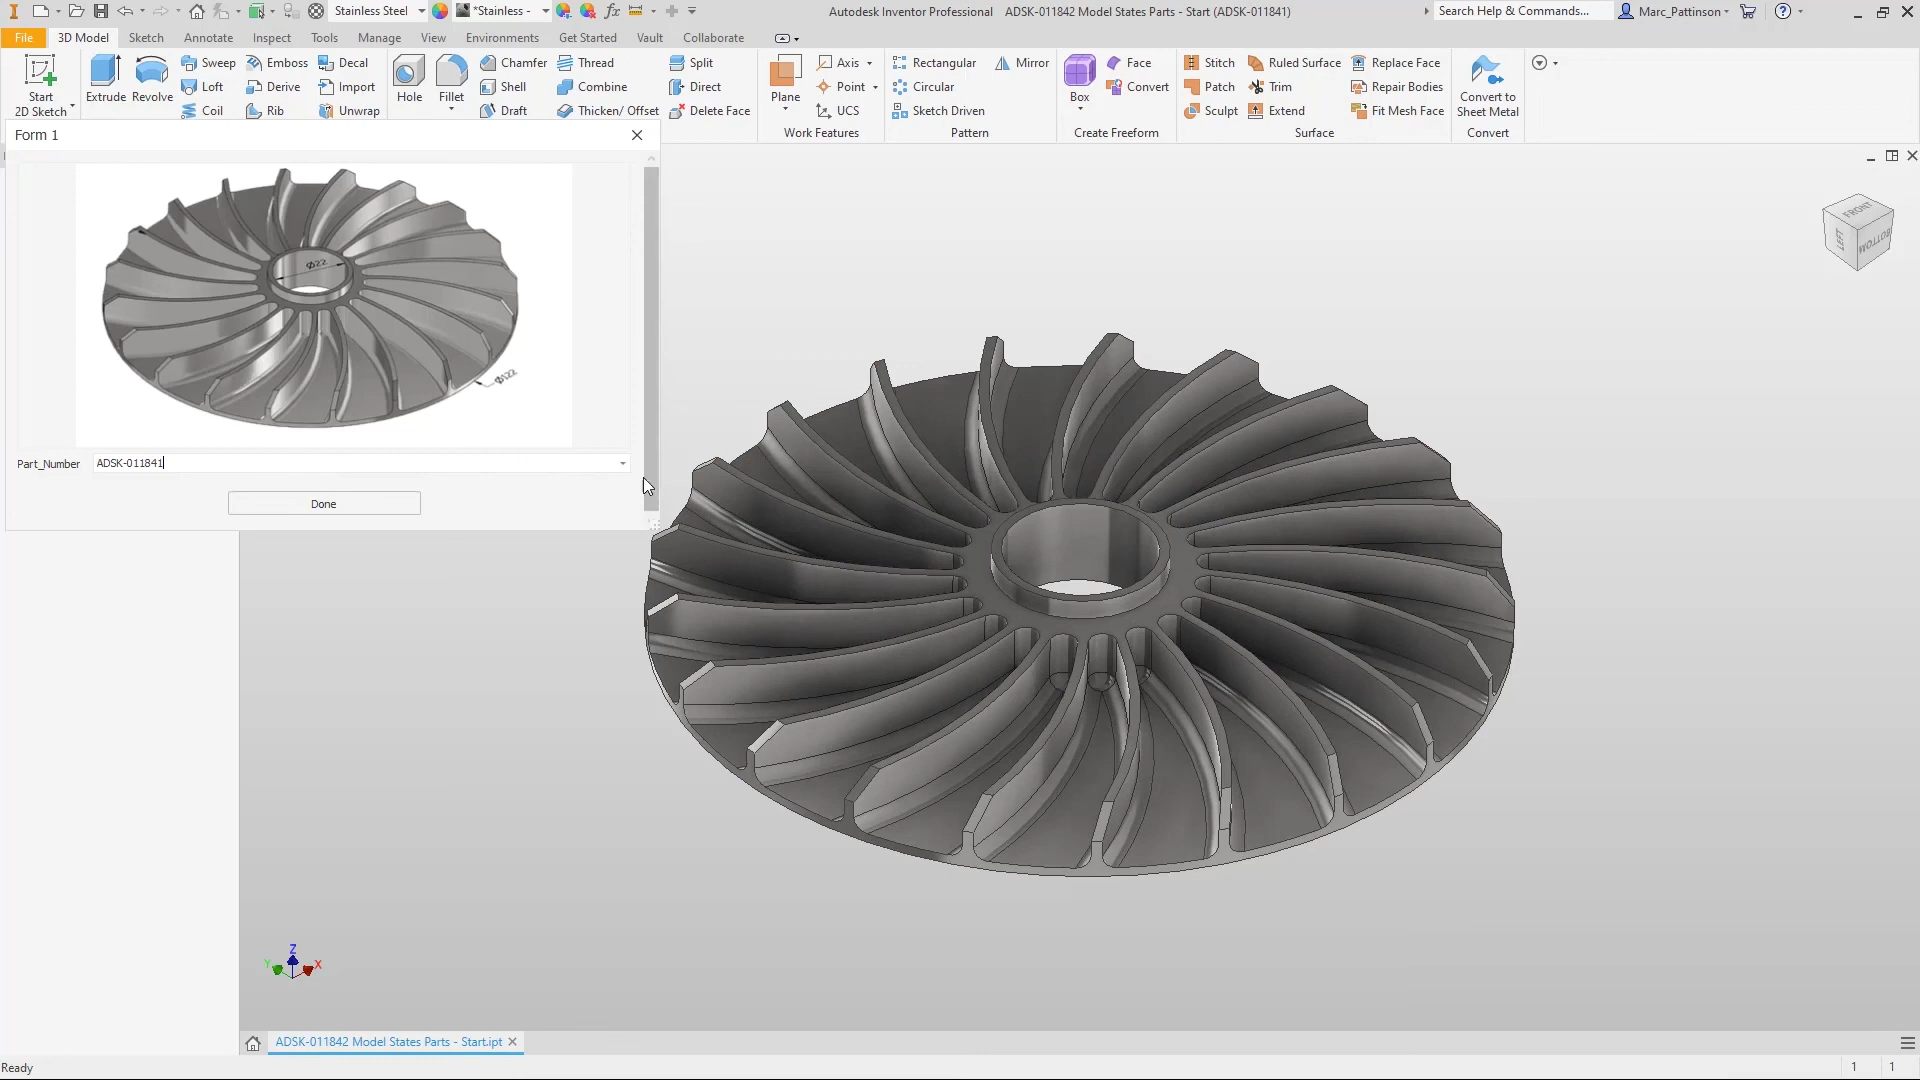 Stainless Steel
*Stainless -
Autodesk Inventor Professional ADSK-011842 Model States Parts - Start (ADSK-011841)
Search Help & Commands...
Marc_Pattinson
File 3D Model Sketch Annotate Inspect Tools Manage View Environments Get Started Vault Collaborate
Start
2D Sketch
Extrude
Revolve
Sweep Emboss Decal
Loft Derive Import
Coil Rib Unwrap
Hole
Fillet
Chamfer Thread Split
Shell Combine Direct
Draft Thicken/ Offset Delete Face
Plane
Axis
Point
UCS
Work Features
Rectangular Mirror
Circular
Sketch Driven
Pattern
Box
Face
Convert
Create Freeform
Stitch Ruled Surface Replace Face
Patch Trim Repair Bodies
Sculpt Extend Fit Mesh Face
Surface
Convert to
Sheet Metal
Convert
Form 1
Ø22
Ø122
Part_Number ADSK-011841
Done
FRONT
LEFT
BOTTOM
Z
Y
X
ADSK-011842 Model States Parts - Start.ipt
Ready
1 1